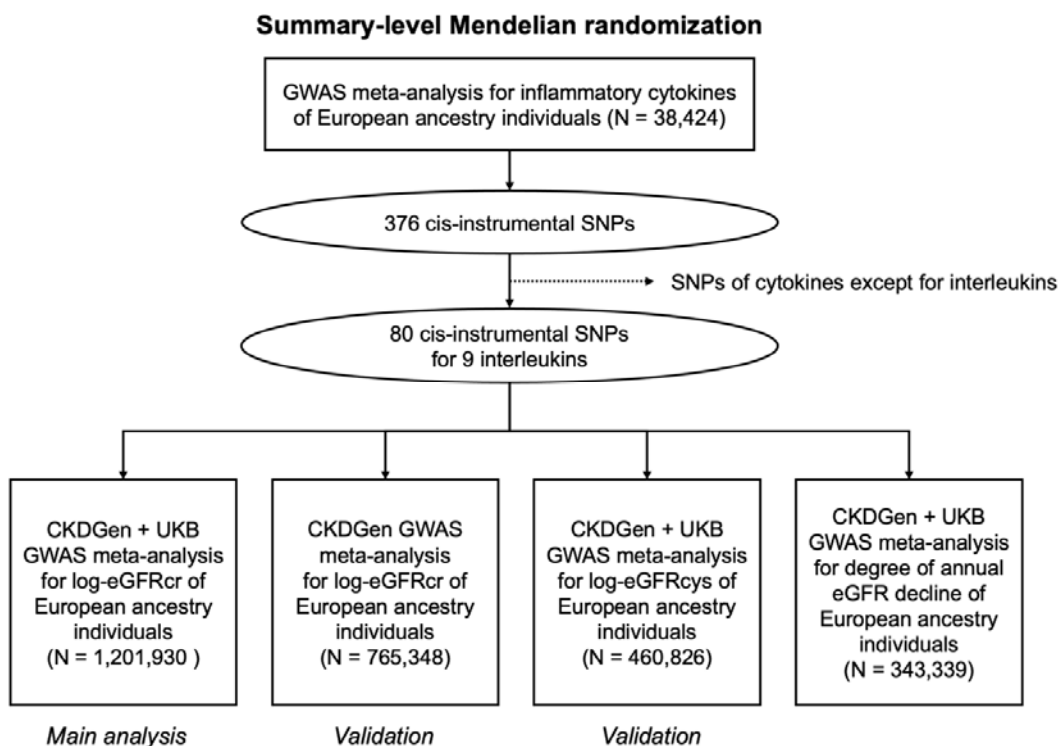 Summary-level Mendelian randomization
GWAS meta-analysis for inflammatory cytokines
of European ancestry individuals (N = 38,424)
376 cis-instrumental SNPs
SNPs of cytokines except for interleukins
80 cis-instrumental SNPs
for 9 interleukins
CKDGen + UKB
GWAS meta-analysis
for log-eGFRcr of
European ancestry
individuals
(N = 1,201,930 )
Main analysis
CKDGen GWAS
meta-analysis
for log-eGFRcr of
European ancestry
individuals
(N = 765,348)
Validation
CKDGen + UKB
GWAS meta-analysis
for log-eGFRcys of
European ancestry
individuals
(N = 460,826)
Validation
CKDGen + UKB
GWAS meta-analysis
for degree of annual
eGFR decline of
European ancestry
individuals
(N = 343,339)